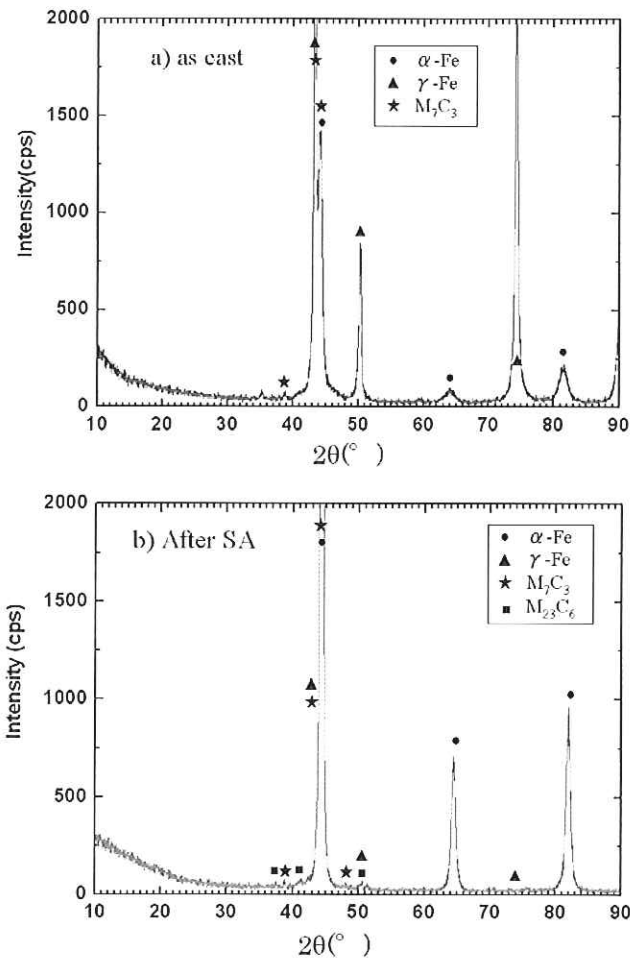 a) as cast
● α-Fe
▲ γ-Fe
★ M₇C₃
Intensity(cps)
2000
1500
1000
500
0
10 20 30 40 50 60 70 80 90
2θ(° )
b) After SA
● α-Fe
▲ γ-Fe
★ M₇C₃
■ M₂₃C₆
Intensity (cps)
2000
1500
1000
500
0
10 20 30 40 50 60 70 80 90
2θ(° )